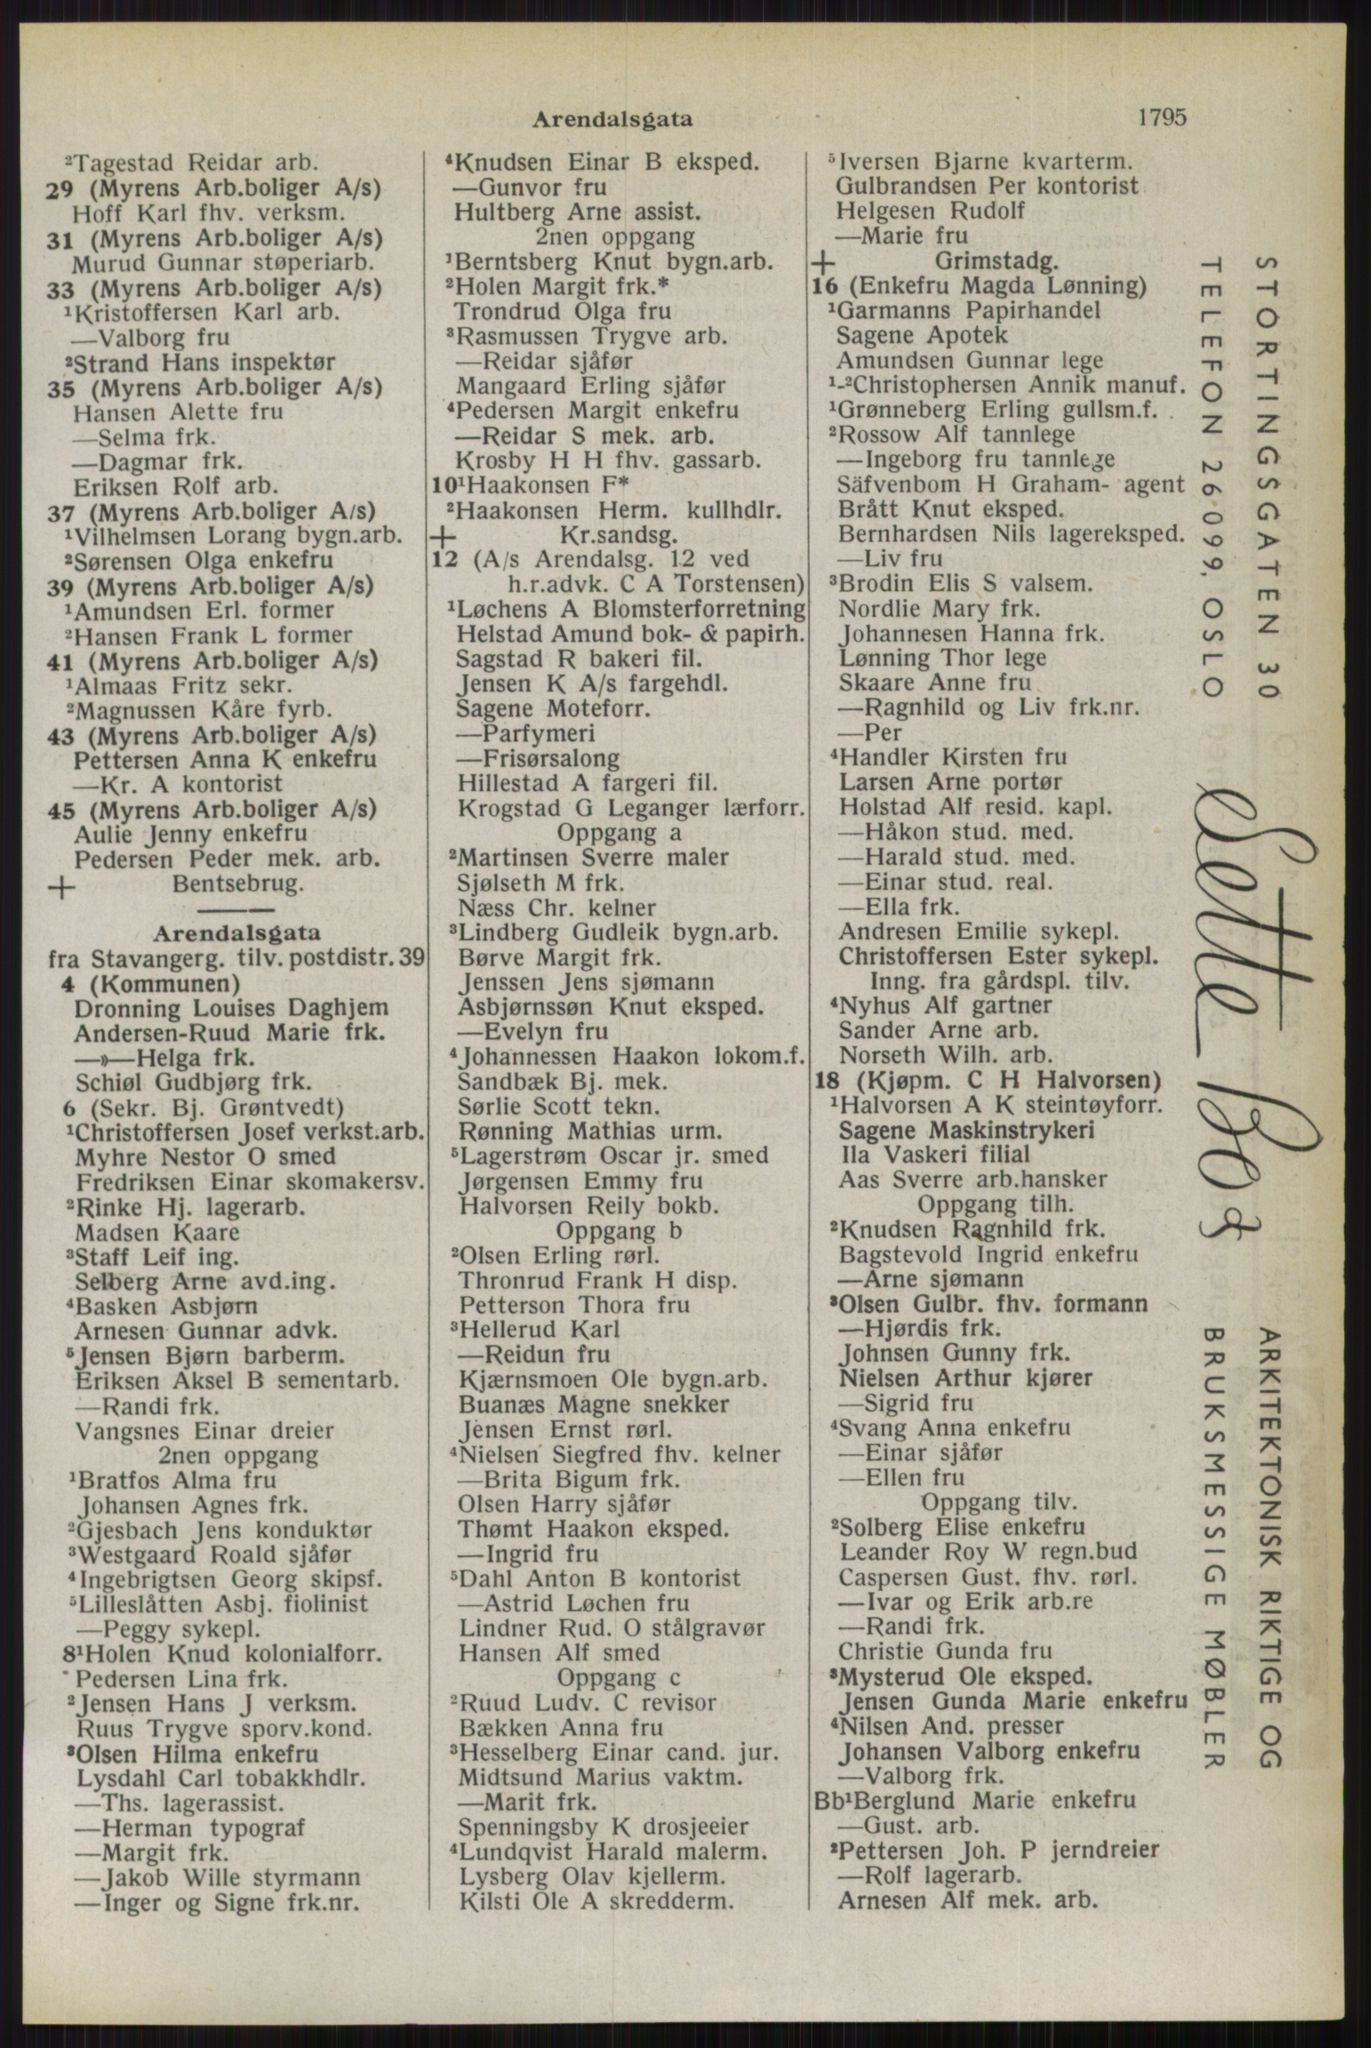 Arendalsgata
1795
²Tagestad Reidar arb.
29 (Myrens Arb.boliger A/s)
Hoff Karl fhv. verksm.
31 (Myrens Arb.boliger A/s)
Murud Gunnar støperiarb.
33 (Myrens Arb.boliger A/s)
¹Kristoffersen Karl arb.
—Valborg fru
²Strand Hans inspektør
35 (Myrens Arb.boliger A/s)
Hansen Alette fru
—Selma frk.
—Dagmar frk.
Eriksen Rolf arb.
37 (Myrens Arb.boliger A/s)
¹Vilhelmsen Lorang bygn.arb.
²Sørensen Olga enkefru
39 (Myrens Arb.boliger A/s)
¹Amundsen Erl. former
²Hansen Frank L former
41 (Myrens Arb.boliger A/s)
¹Almaas Fritz sekr.
²Magnussen Kåre fyrb.
43 (Myrens Arb.boliger A/s)
Pettersen Anna K enkefru
—Kr. A kontorist
45 (Myrens Arb.boliger A/s)
Aulie Jenny enkefru
Pedersen Peder mek. arb.
+ Bentsebrug.
Arendalsgata
fra Stavangerg. tilv. postdistr. 39
4 (Kommunen)
Dronning Louises Daghjem
Andersen-Ruud Marie frk.
—»—Helga frk.
Schiøl Gudbjørg frk.
6 (Sekr. Bj. Grøntvedt)
¹Christoffersen Josef verkst.arb.
Myhre Nestor O smed
Fredriksen Einar skomakersv.
²Rinke Hj. lagerarb.
Madsen Kaare
³Staff Leif ing.
Selberg Arne avd.ing.
⁴Basken Asbjørn
Arnesen Gunnar advk.
⁵Jensen Bjørn barberm.
Eriksen Aksel B sementarb.
—Randi frk.
Vangsnes Einar dreier
2nen oppgang
¹Bratfos Alma fru
Johansen Agnes frk.
²Gjesbach Jens konduktør
³Westgaard Roald sjåfør
⁴Ingebrigtsen Georg skipsf.
⁵Lilleslåtten Asbj. fiolinist
—Peggy sykepl.
8¹Holen Knud kolonialforr.
Pedersen Lina frk.
²Jensen Hans J verksm.
Ruus Trygve sporv.kond.
³Olsen Hilma enkefru
Lysdahl Carl tobakkhdlr.
—Ths. lagerassist.
—Herman typograf
—Margit frk.
—Jakob Wille styrmann
—Inger og Signe frk.nr.
⁴Knudsen Einar B eksped.
—Gunvor fru
Hultberg Arne assist.
2nen oppgang
¹Berntsberg Knut bygn.arb.
²Holen Margit frk.*
Trondrud Olga fru
³Rasmussen Trygve arb.
—Reidar sjåfør
Mangaard Erling sjåfør
⁴Pedersen Margit enkefru
—Reidar S mek. arb.
Krosby H H fhv. gassarb.
10¹Haakonsen F*
²Haakonsen Herm. kullhdlr.
+ Kr.sandsg.
12 (A/s Arendalsg. 12 ved
h.r.advk. C A Torstensen)
¹Løchens A Blomsterforretning
Helstad Amund bok- & papirh.
Sagstad R bakeri fil.
Jensen K A/s fargehdl.
Sagene Moteforr.
—Parfymeri
—Frisørsalong
Hillestad A fargeri fil.
Krogstad G Leganger lærforr.
Oppgang a
²Martinsen Sverre maler
Sjølseth M frk.
Næss Chr. kelner
³Lindberg Gudleik bygn.arb.
Børve Margit frk.
Jenssen Jens sjømann
Asbjørnssøn Knut eksped.
—Evelyn fru
⁴Johannessen Haakon lokom.f.
Sandbæk Bj. mek.
Sørlie Scott tekn.
Rønning Mathias urm.
⁵Lagerstrøm Oscar jr. smed
Jørgensen Emmy fru
Halvorsen Reily bokb.
Oppgang b
²Olsen Erling rørl.
Thronrud Frank H disp.
Petterson Thora fru
³Hellerud Karl
—Reidun fru
Kjærnsmoen Ole bygn.arb.
Buanæs Magne snekker
Jensen Ernst rørl.
⁴Nielsen Siegfred fhv. kelner
—Brita Bigum frk.
Olsen Harry sjåfør
Thømt Haakon eksped.
—Ingrid fru
⁵Dahl Anton B kontorist
—Astrid Løchen fru
Lindner Rud. O stålgravør
Hansen Alf smed
Oppgang c
²Ruud Ludv. C revisor
Bækken Anna fru
³Hesselberg Einar cand. jur.
Midtsund Marius vaktm.
—Marit frk.
Spenningsby K drosjeeier
⁴Lundqvist Harald malerm.
Lysberg Olav kjellerm.
Kilsti Ole A skredderm.
⁵Iversen Bjarne kvarterm.
Gulbrandsen Per kontorist
Helgesen Rudolf
—Marie fru
+ Grimstadg.
16 (Enkefru Magda Lønning)
¹Garmanns Papirhandel
Sagene Apotek
Amundsen Gunnar lege
¹-²Christophersen Annik manuf.
¹Grønneberg Erling gullsm.f.
²Rossow Alf tannlege
—Ingeborg fru tannlege
Säfvenbom H Graham- agent
Brått Knut eksped.
Bernhardsen Nils lagereksped.
—Liv fru
³Brodin Elis S valsem.
Nordlie Mary frk.
Johannesen Hanna frk.
Lønning Thor lege
Skaare Anne fru
—Ragnhild og Liv frk.nr.
—Per
⁴Handler Kirsten fru
Larsen Arne portør
Holstad Alf resid. kapl.
—Håkon stud. med.
—Harald stud. med.
—Einar stud. real.
—Ella frk.
Andresen Emilie sykepl.
Christoffersen Ester sykepl.
Inng. fra gårdspl. tilv.
⁴Nyhus Alf gartner
Sander Arne arb.
Norseth Wilh. arb.
18 (Kjøpm. C H Halvorsen)
¹Halvorsen A K steintøyforr.
Sagene Maskinstrykeri
Ila Vaskeri filial
Aas Sverre arb.hansker
Oppgang tilh.
²Knudsen Ragnhild frk.
Bagstevold Ingrid enkefru
—Arne sjømann
³Olsen Gulbr. fhv. formann
—Hjørdis frk.
Johnsen Gunny frk.
Nielsen Arthur kjører
—Sigrid fru
⁴Svang Anna enkefru
—Einar sjåfør
—Ellen fru
Oppgang tilv.
²Solberg Elise enkefru
Leander Roy W regn.bud
Caspersen Gust. fhv. rørl.
—Ivar og Erik arb.re
—Randi frk.
Christie Gunda fru
³Mysterud Ole eksped.
Jensen Gunda Marie enkefru
⁴Nilsen And. presser
Johansen Valborg enkefru
—Valborg frk.
Bb¹Berglund Marie enkefru
—Gust. arb.
²Pettersen Joh. P jerndreier
—Rolf lagerarb.
Arnesen Alf mek. arb.
STORTINGSGATEN 30
TELEFON 26099, OSLO
Sette Bo
ARKITEKTONISK RIKTIGE OG
BRUKSMESSIGE MØBLER